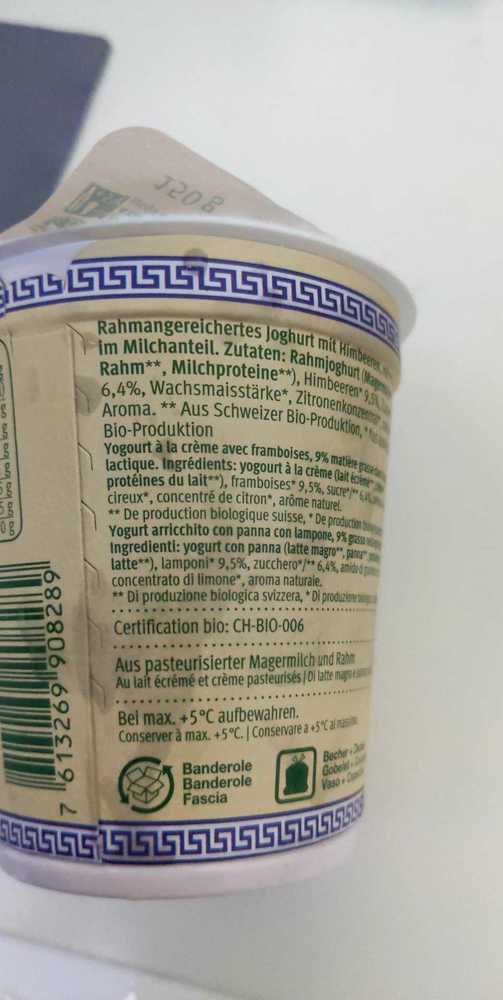 150g
Rahmangereichertes Joghurt mit Himbeeren,
im Milchanteil. Zutaten: Rahmjoghurt
Rahm**, Milchproteine**), Himbeeren* 9,5%,
6,4%, Wachsmaisstärke*, Zitronenkonzentrat*,
Aroma. ** Aus Schweizer Bio-Produktion, *
Bio-Produktion
Yogourt à la crème avec framboises, 9% matière grasse
lactique. Ingrédients: yogourt à la crème (lait écrémé**,
protéines du lait**), framboises* 9,5%, sucre*/**
cireux*, concentré de citron*, arôme naturel.
** De production biologique suisse, * De production
Yogurt arricchito con panna con lampone, 9% grasso
Ingredienti: yogurt con panna (latte magro**, panna**,
latte**), lamponi* 9,5%, zucchero*/** 6,4%, amido di
concentrato di limone*, aroma naturale.
** Di produzione biologica svizzera, * Di produzione
Certification bio: CH-BIO-006
Aus pasteurisierter Magermilch und Rahm
Au lait écrémé et crème pasteurisés / Di latte magro e
Bei max. +5°C aufbewahren.
Conserver à max. +5°C. | Conservare a +5°C al massimo.
Banderole
Banderole
Fascia
Becher +
Gobelet +
Vaso +
7 613269 908289